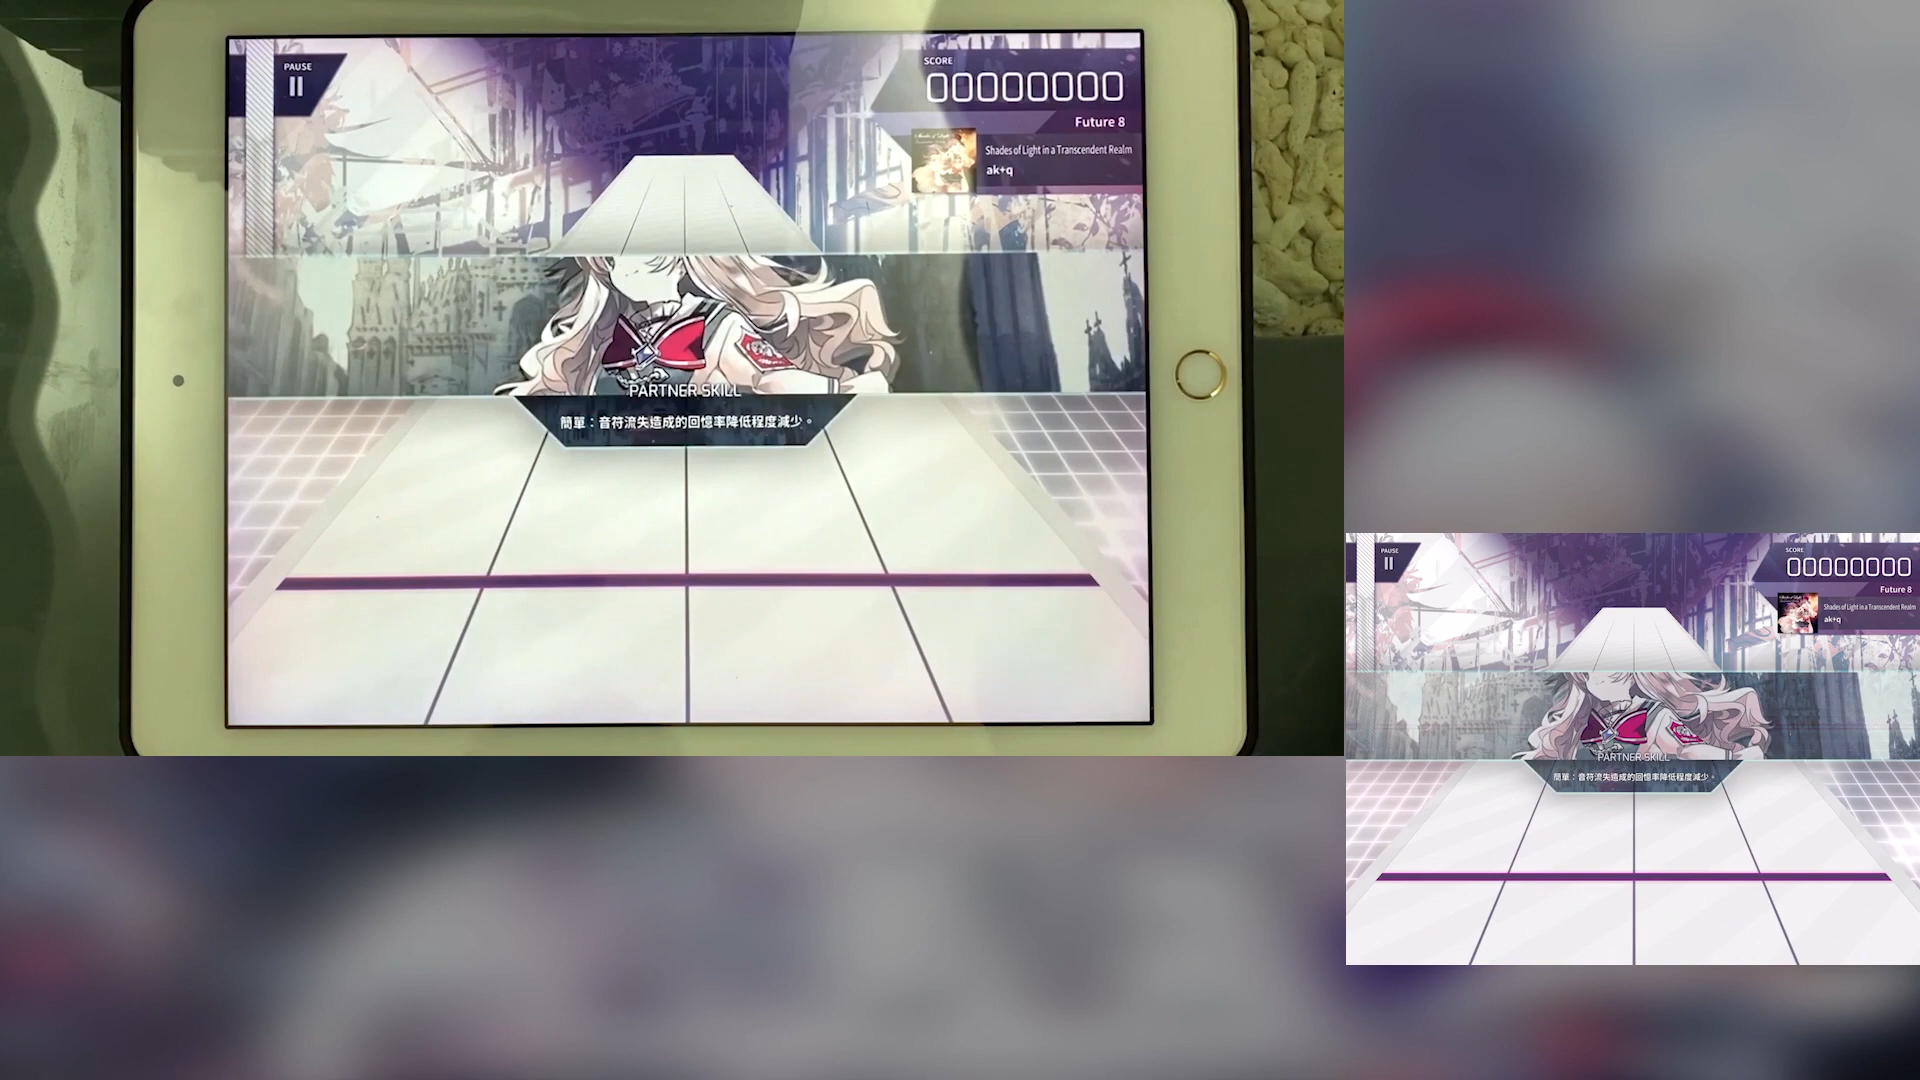 PAUSE
SCORE
00000000
Future 8
Shades of Light in a Transcendent Realm
ak+q
PARTNER SKILL
簡單：音符流失造成的回憶率降低程度減少。
PAUSE
SCORE
00000000
Future 8
Shades of Light in a Transcendent Realm
ak+q
PARTNER SKILL
簡單：音符流失造成的回憶率降低程度減少。